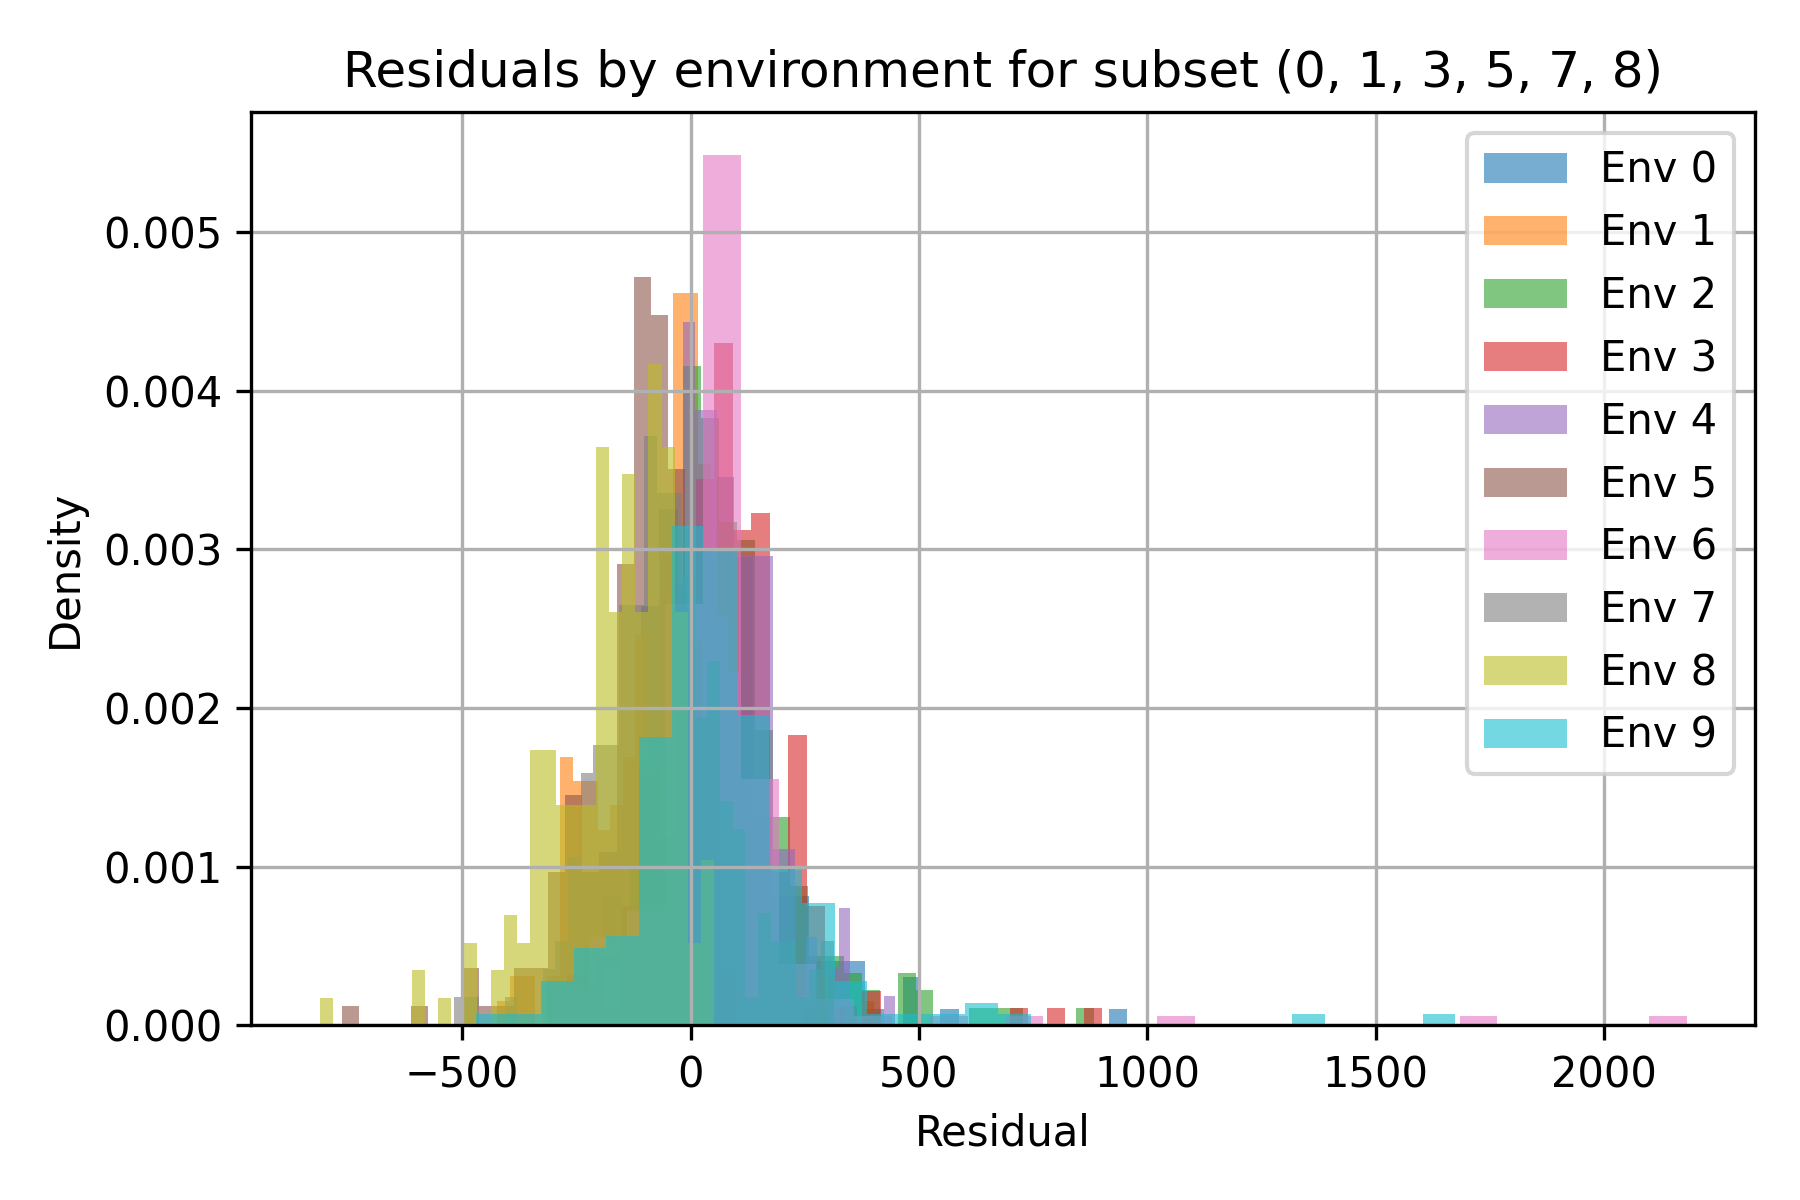 Residuals by environment for subset (0, 1, 3, 5, 7, 8)
Density
0.005
0.004
0.003
0.002
0.001
0.000
−500
0
500
1000
1500
2000
Residual
Env 0
Env 1
Env 2
Env 3
Env 4
Env 5
Env 6
Env 7
Env 8
Env 9